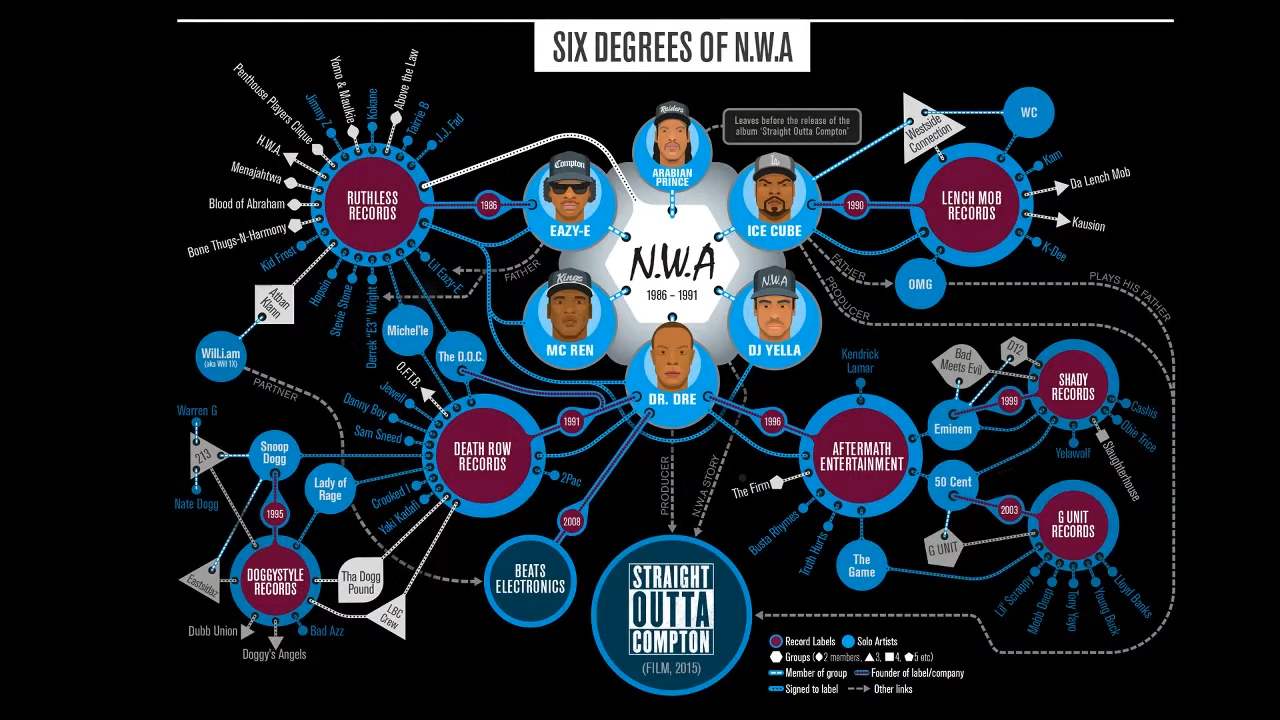 SIX DEGREES OF N.W.A
Leaves before the release of the
album 'Straight Outta Compton'
Raiders
ARABIAN
PRINCE
Compton
EAZY-E
LA
ICE CUBE
Kings
MC REN
N.W.A
DJ YELLA
DR. DRE
N.W.A
1986 – 1991
RUTHLESS
RECORDS
1986
Penthouse Players Clique
Jimmy Z
Yomo & Maulkie
Kokane
Above the Law
Tairrie B
J.J. Fad
H.W.A.
Menajahtwa
Blood of Abraham
Bone Thugs-N-Harmony
Kid Frost
Atban
Klann
Will.i.am
(aka Will 1X)
Hopsin
Stevie Stone
Derrek "E3" Wright
Lil Eazy-E
FATHER
Michel'le
The D.O.C.
PARTNER
LENCH MOB
RECORDS
1990
Westside
Connection
WC
Kam
Da Lench Mob
Kausion
K-Dee
OMG
FATHER
PRODUCER
PLAYS HIS FATHER
DEATH ROW
RECORDS
1991
O.F.T.B.
Jewell
Danny Boy
Sam Sneed
Crooked I
Yaki Kadafi
2Pac
Warren G
213
Nate Dogg
Snoop
Dogg
Lady of
Rage
1995
DOGGYSTYLE
RECORDS
Eastsidaz
Tha Dogg
Pound
LBC
Crew
Dubb Union
Doggy's Angels
Bad Azz
2008
BEATS
ELECTRONICS
PRODUCER
N.W.A STORY
STRAIGHT
OUTTA
COMPTON
(FILM, 2015)
1996
AFTERMATH
ENTERTAINMENT
Kendrick
Lamar
The Firm
Busta Rhymes
Truth Hurts
The
Game
Bad
Meets Evil
D12
Eminem
1999
SHADY
RECORDS
Cashis
Obie Trice
Slaughterhouse
Yelawolf
50 Cent
G UNIT
2003
G UNIT
RECORDS
Lil' Scrappy
Mobb Deep
Tony Yayo
Young Buck
Lloyd Banks
Record Labels
Solo Artists
Groups (2 members, 3, 4, 5 etc)
Member of group
Founder of label/company
Signed to label
Other links